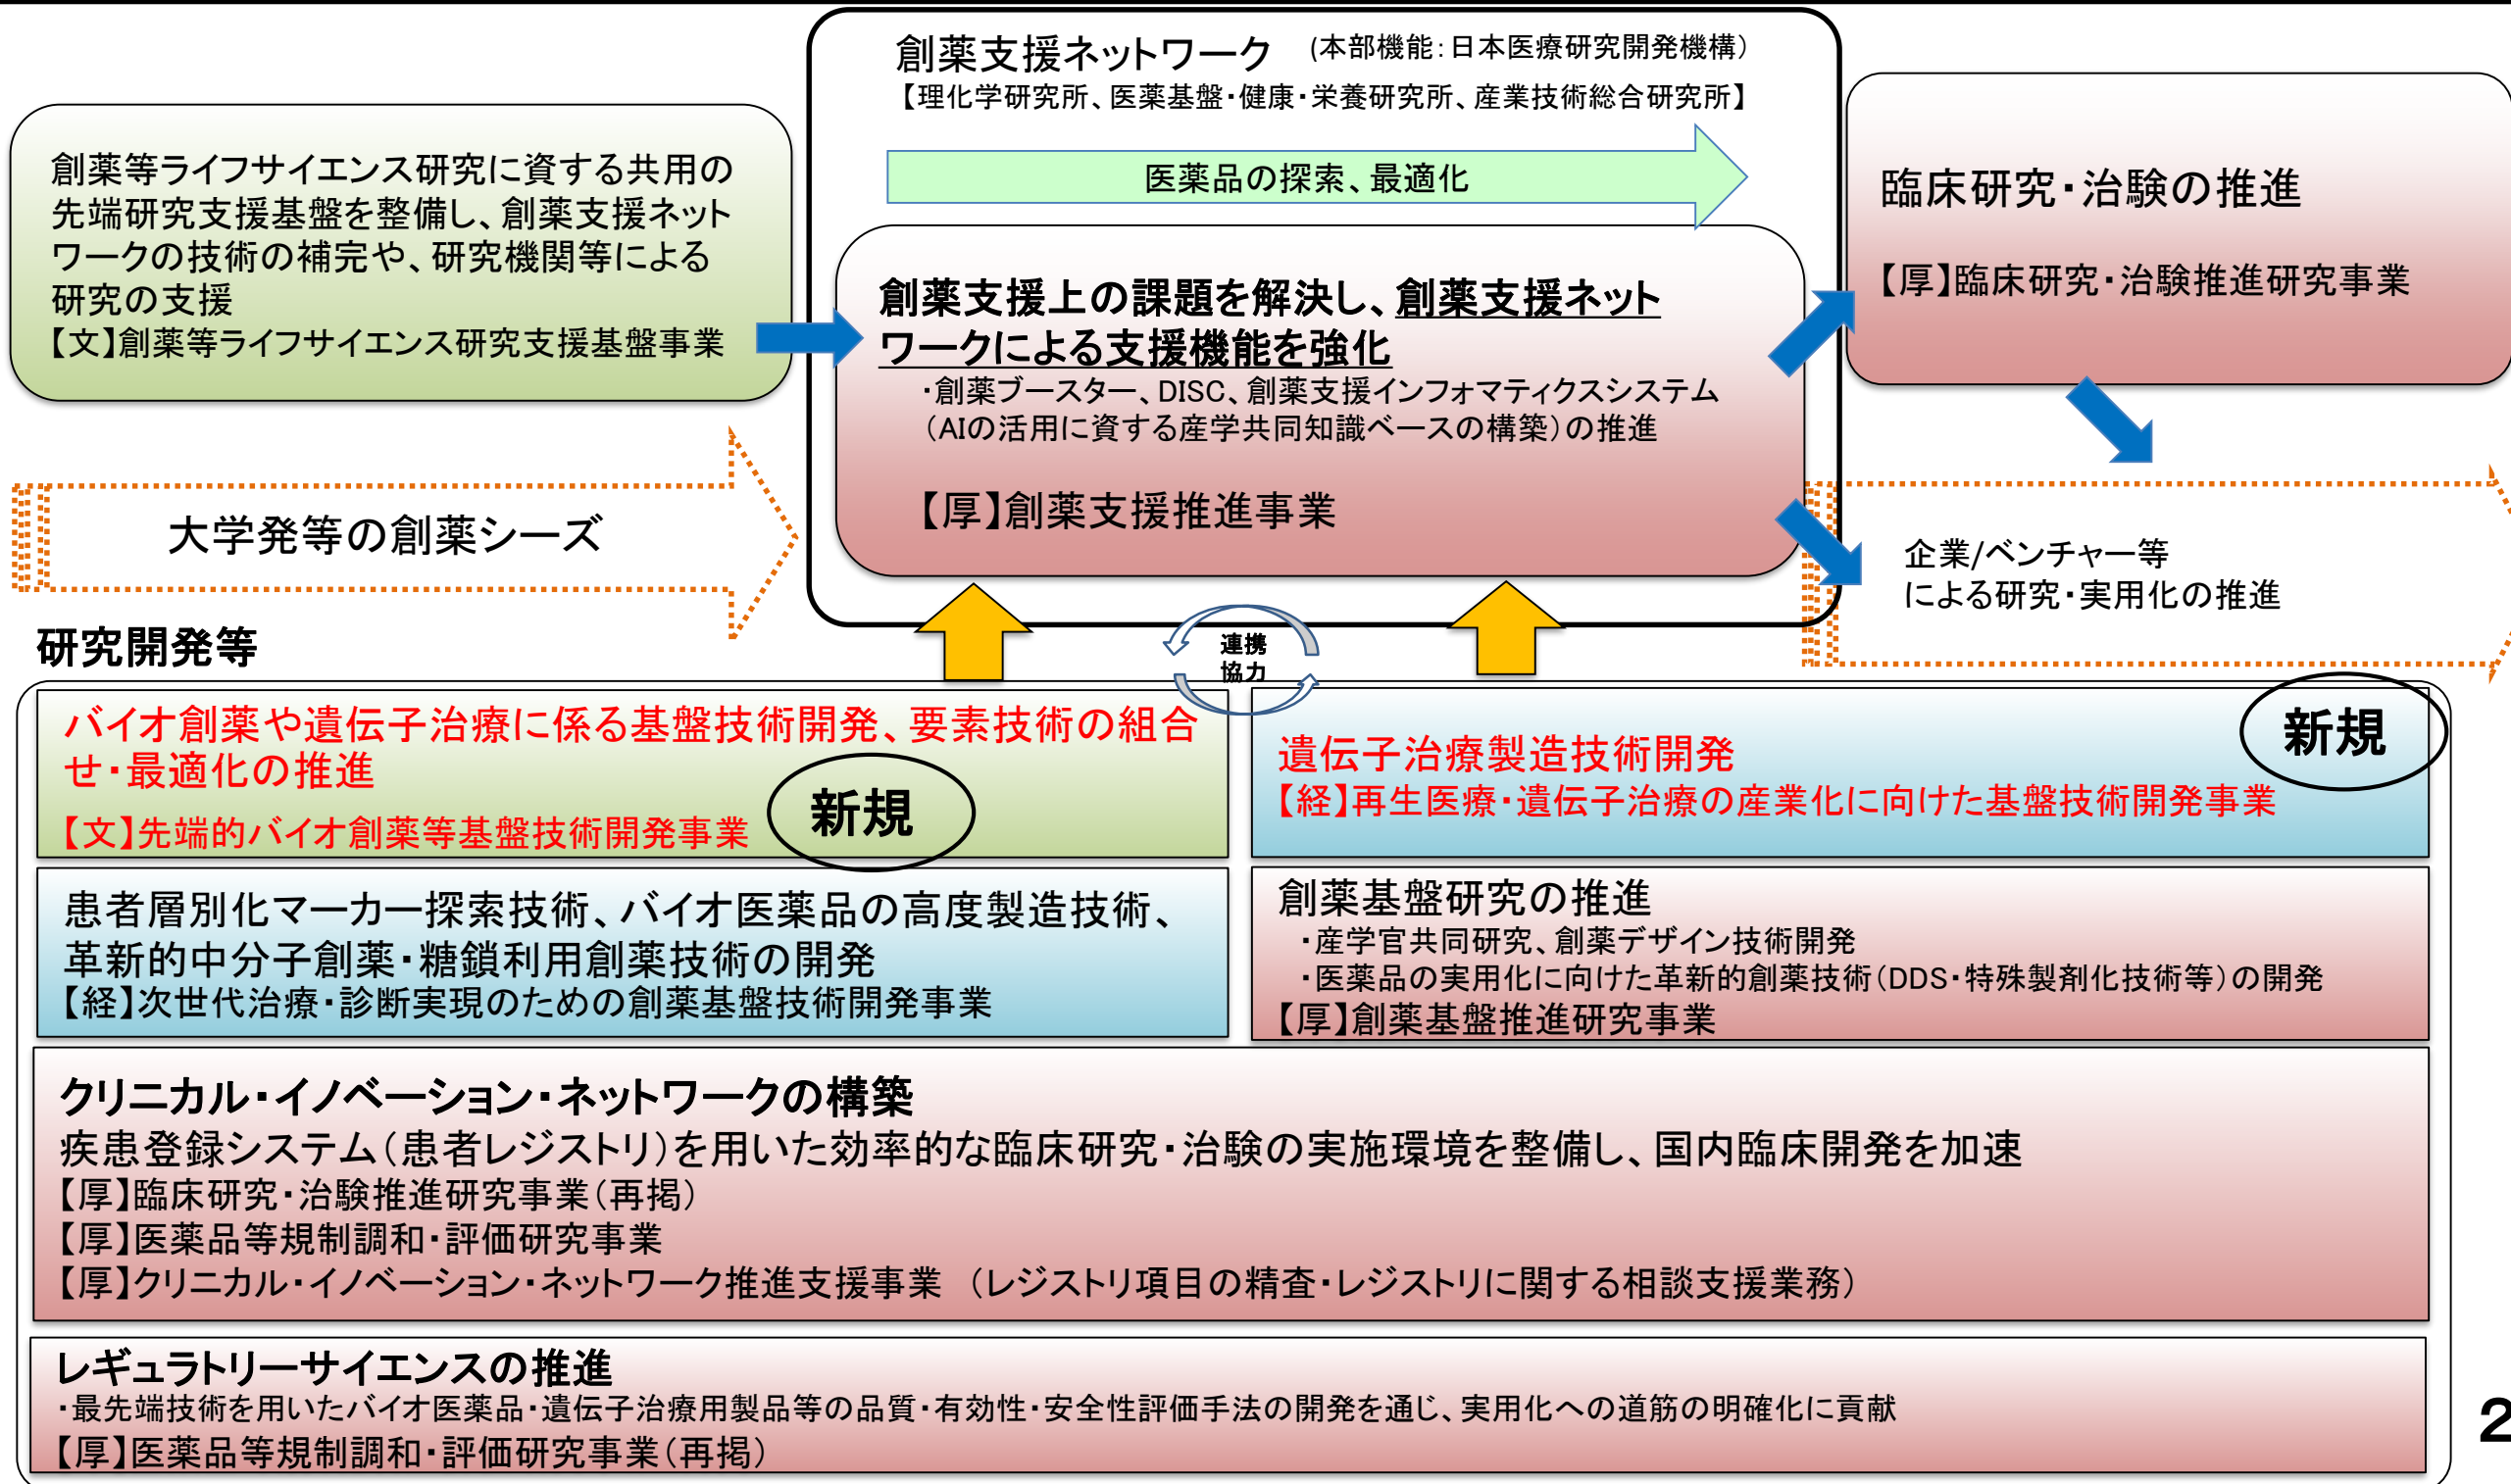 創薬支援ネットワーク (本部機能：日本医療研究開発機構)
【理化学研究所、医薬基盤・健康・栄養研究所、産業技術総合研究所】
医薬品の探索、最適化
創薬等ライフサイエンス研究に資する共用の
先端研究支援基盤を整備し、創薬支援ネット
ワークの技術の補完や、研究機関等による
研究の支援
【文】創薬等ライフサイエンス研究支援基盤事業
創薬支援上の課題を解決し、創薬支援ネット
ワークによる支援機能を強化
・創薬ブースター、DISC、創薬支援インフォマティクスシステム
（AIの活用に資する産学共同知識ベースの構築）の推進
【厚】創薬支援推進事業
臨床研究・治験の推進
【厚】臨床研究・治験推進研究事業
大学発等の創薬シーズ
企業/ベンチャー等
による研究・実用化の推進
連携
協力
研究開発等
バイオ創薬や遺伝子治療に係る基盤技術開発、要素技術の組合
せ・最適化の推進
【文】先端的バイオ創薬等基盤技術開発事業
新規
遺伝子治療製造技術開発
【経】再生医療・遺伝子治療の産業化に向けた基盤技術開発事業
新規
患者層別化マーカー探索技術、バイオ医薬品の高度製造技術、
革新的中分子創薬・糖鎖利用創薬技術の開発
【経】次世代治療・診断実現のための創薬基盤技術開発事業
創薬基盤研究の推進
・産学官共同研究、創薬デザイン技術開発
・医薬品の実用化に向けた革新的創薬技術（DDS・特殊製剤化技術等）の開発
【厚】創薬基盤推進研究事業
クリニカル・イノベーション・ネットワークの構築
疾患登録システム（患者レジストリ）を用いた効率的な臨床研究・治験の実施環境を整備し、国内臨床開発を加速
【厚】臨床研究・治験推進研究事業（再掲）
【厚】医薬品等規制調和・評価研究事業
【厚】クリニカル・イノベーション・ネットワーク推進支援事業 （レジストリ項目の精査・レジストリに関する相談支援業務）
レギュラトリーサイエンスの推進
・最先端技術を用いたバイオ医薬品・遺伝子治療用製品等の品質・有効性・安全性評価手法の開発を通じ、実用化への道筋の明確化に貢献
【厚】医薬品等規制調和・評価研究事業（再掲）
2